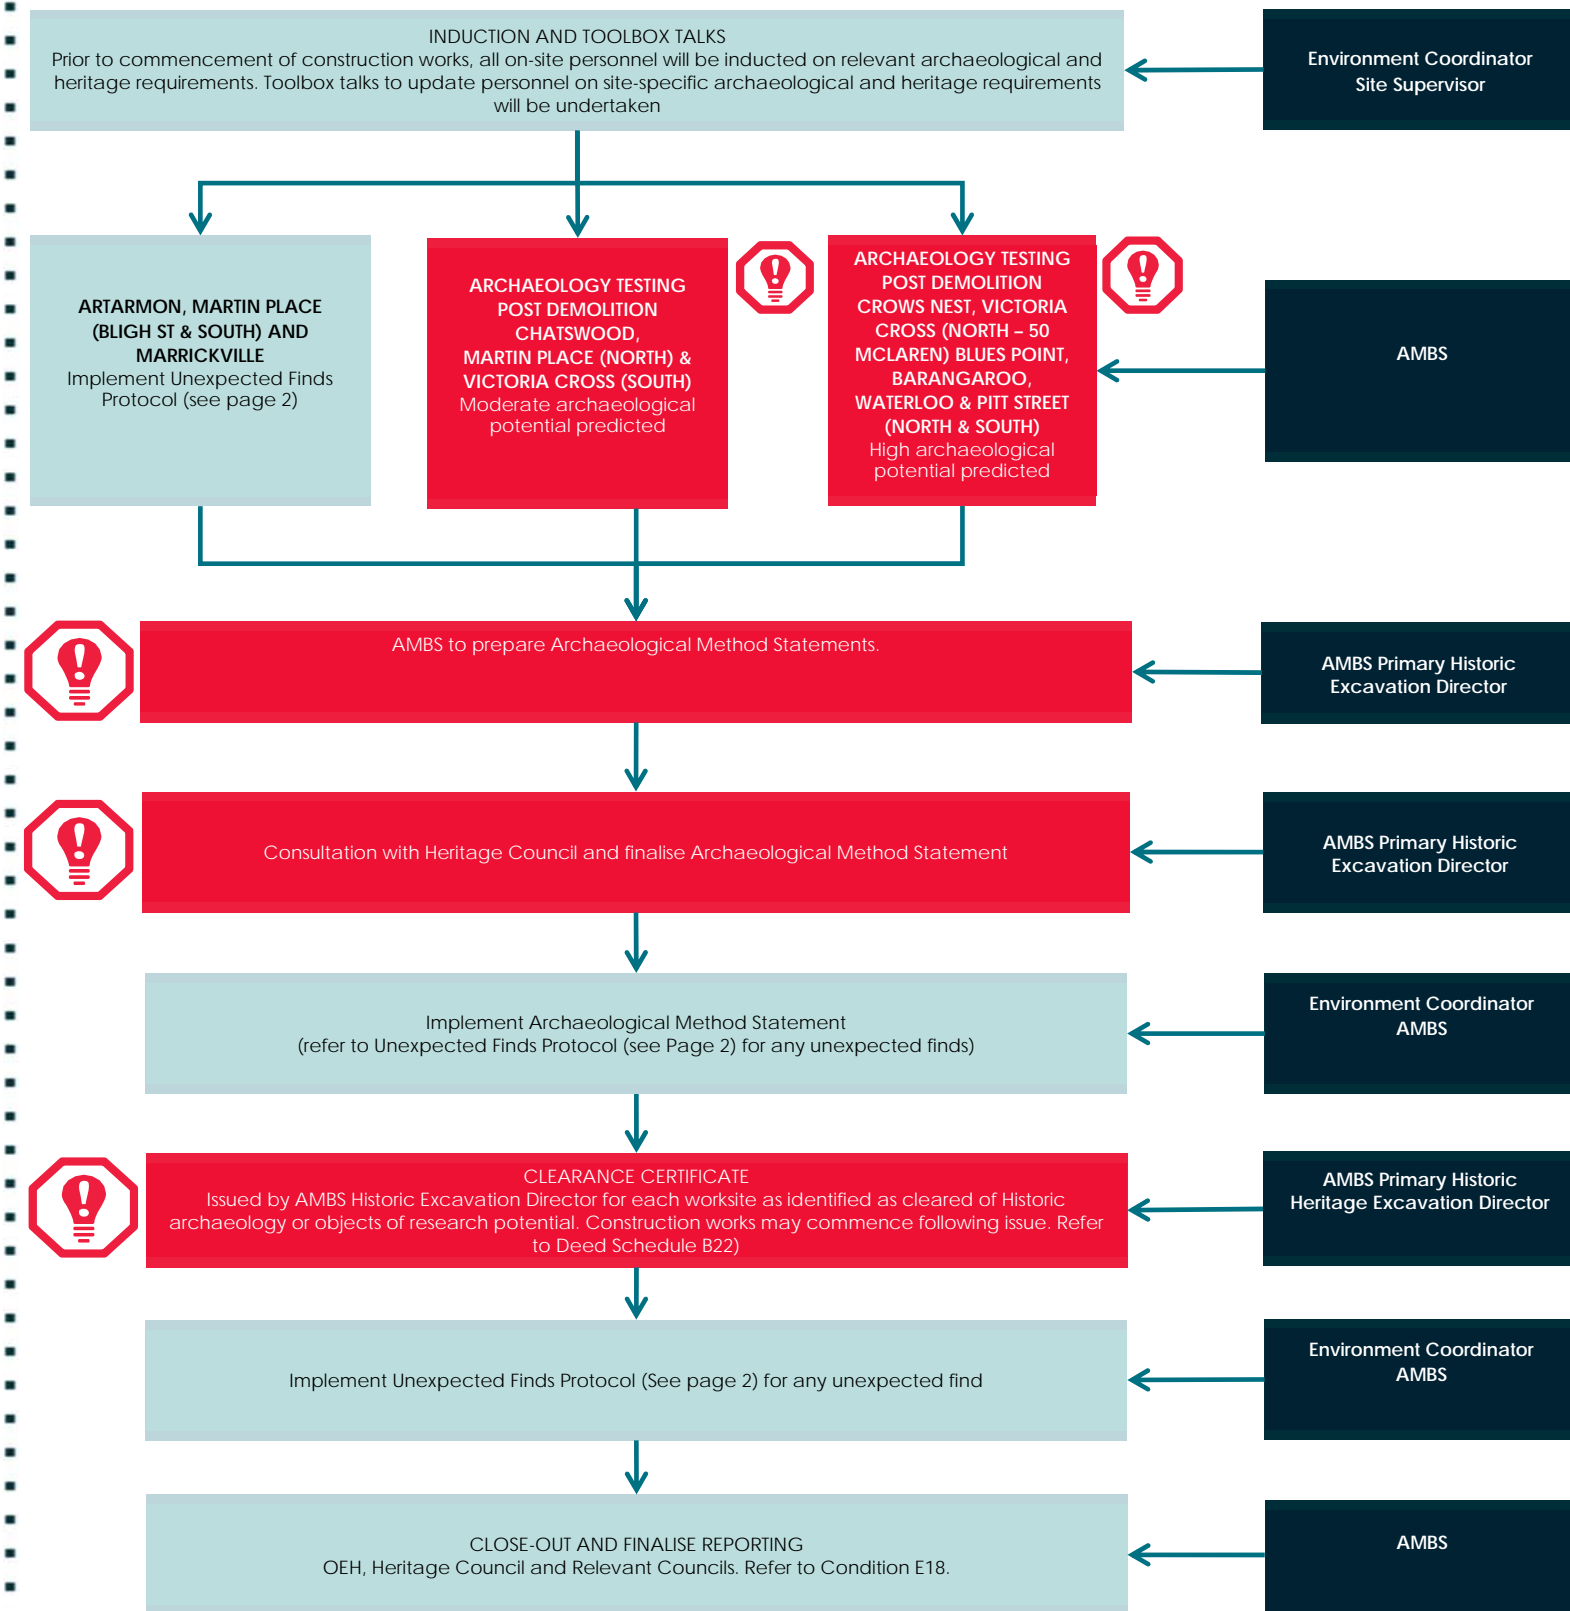 INDUCTION AND TOOLBOX TALKS
Prior to commencement of construction works, all on-site personnel will be inducted on relevant archaeological and
heritage requirements. Toolbox talks to update personnel on site-specific archaeological and heritage requirements
will be undertaken
Environment Coordinator
Site Supervisor
ARTARMON, MARTIN PLACE
(BLIGH ST & SOUTH) AND
MARRICKVILLE
Implement Unexpected Finds
Protocol (see page 2)
ARCHAEOLOGY TESTING
POST DEMOLITION
CHATSWOOD,
MARTIN PLACE (NORTH) &
VICTORIA CROSS (SOUTH)
Moderate archaeological
potential predicted
ARCHAEOLOGY TESTING
POST DEMOLITION
CROWS NEST, VICTORIA
CROSS (NORTH – 50
MCLAREN) BLUES POINT,
BARANGAROO,
WATERLOO & PITT STREET
(NORTH & SOUTH)
High archaeological
potential predicted
AMBS
AMBS to prepare Archaeological Method Statements.
AMBS Primary Historic
Excavation Director
Consultation with Heritage Council and finalise Archaeological Method Statement
AMBS Primary Historic
Excavation Director
Implement Archaeological Method Statement
(refer to Unexpected Finds Protocol (see Page 2) for any unexpected finds)
Environment Coordinator
AMBS
CLEARANCE CERTIFICATE
Issued by AMBS Historic Excavation Director for each worksite as identified as cleared of Historic
archaeology or objects of research potential. Construction works may commence following issue. Refer
to Deed Schedule B22)
AMBS Primary Historic
Heritage Excavation Director
Implement Unexpected Finds Protocol (See page 2) for any unexpected find
Environment Coordinator
AMBS
CLOSE-OUT AND FINALISE REPORTING
OEH, Heritage Council and Relevant Councils. Refer to Condition E18.
AMBS